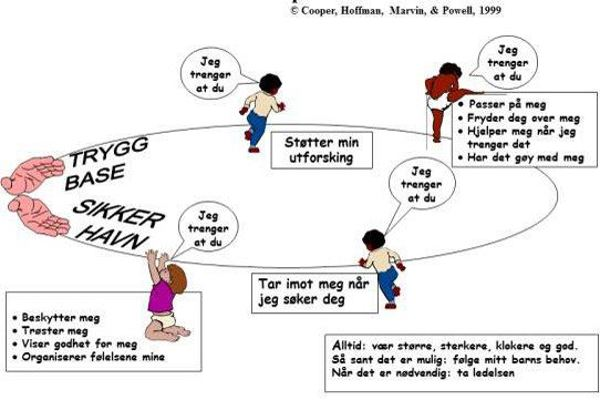 © Cooper, Hoffman, Marvin, & Powell, 1999
Jeg
trenger
at du
Jeg
trenger
at du
• Passer på meg
• Fryder deg over meg
• Hjelper meg når jeg
trenger det
• Har det gøy med meg
Støtter min
utforsking
TRYGG
BASE
SIKKER
HAVN
Jeg
trenger
at du
Jeg
trenger
at du
Tar imot meg når
jeg søker deg
• Beskytter meg
• Trøster meg
• Viser godhet for meg
• Organiserer følelsene mine
Alltid: vær større, sterkere, klokere og god.
Så sant det er mulig: følge mitt barns behov.
Når det er nødvendig: ta ledelsen